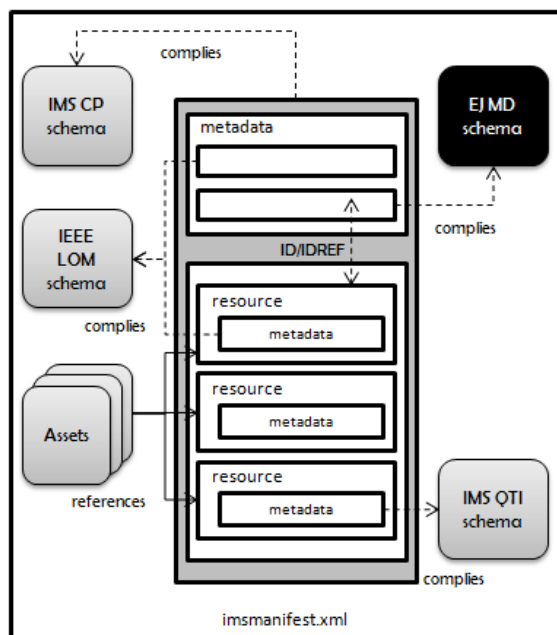 complies
IMS CP
schema
EJ MD
schema
metadata
complies
IEEE
LOM
schema
ID/IDREF
resource
metadata
complies
resource
metadata
Assets
references
resource
metadata
IMS QTI
schema
complies
imsmanifest.xml